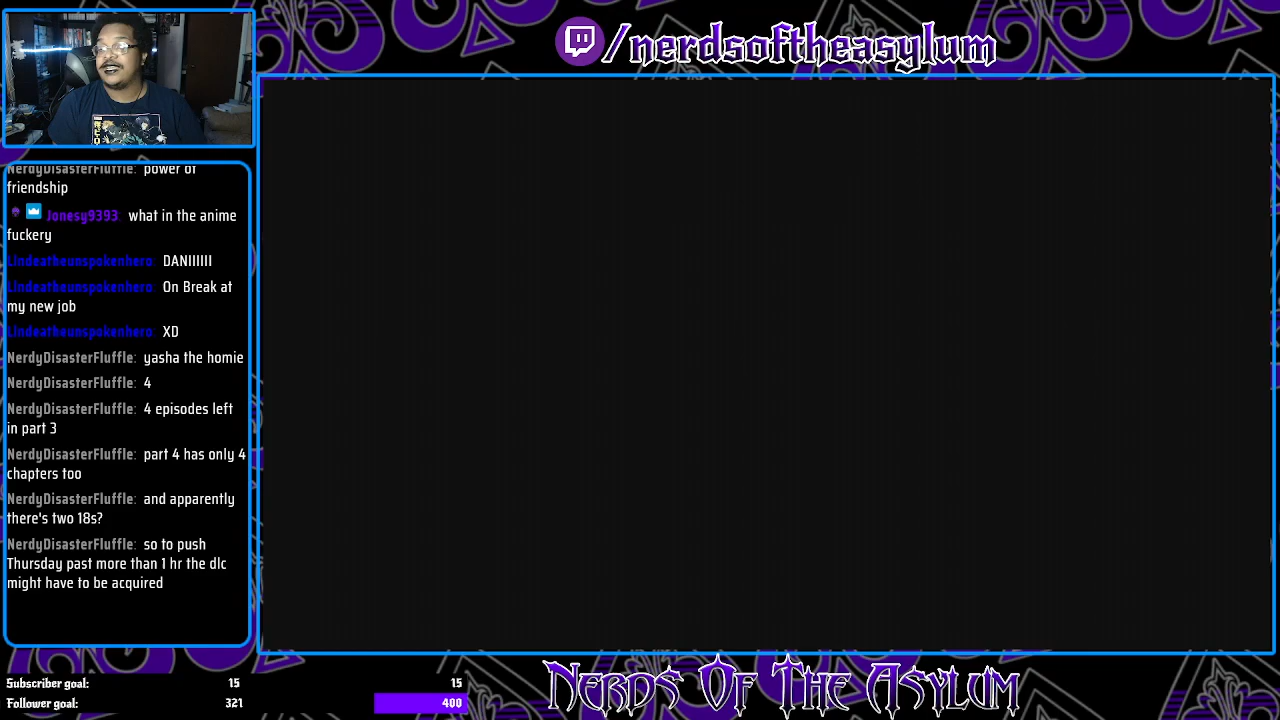 /nerdsoftheasylum
NerdyDisasterFluffle: power of
friendship
Jonesy9393: what in the anime
fuckery
Lindeatheunspokenhero: DANIIIIII
Lindeatheunspokenhero: On Break at
my new job
Lindeatheunspokenhero: XD
NerdyDisasterFluffle: yasha the homie
NerdyDisasterFluffle: 4
NerdyDisasterFluffle: 4 episodes left
in part 3
NerdyDisasterFluffle: part 4 has only 4
chapters too
NerdyDisasterFluffle: and apparently
there's two 18s?
NerdyDisasterFluffle: so to push
Thursday past more than 1 hr the dlc
might have to be acquired
Subscriber goal: 15 15
Follower goal: 321 400
Nerds Of The Asylum